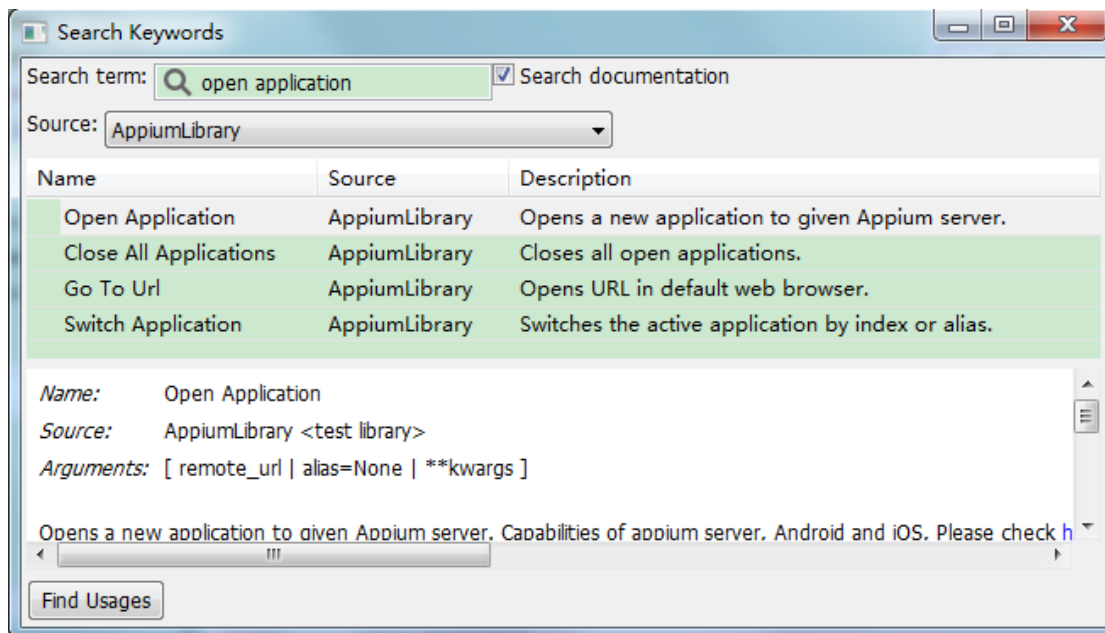 Search Keywords
Search term: open application Search documentation
Source: AppiumLibrary
Name Source Description
Open Application AppiumLibrary Opens a new application to given Appium server.
Close All Applications AppiumLibrary Closes all open applications.
Go To Url AppiumLibrary Opens URL in default web browser.
Switch Application AppiumLibrary Switches the active application by index or alias.
Name: Open Application
Source: AppiumLibrary <test library>
Arguments: [ remote_url | alias=None | **kwargs ]
Opens a new application to given Appium server. Capabilities of appium server, Android and iOS, Please check h
Find Usages